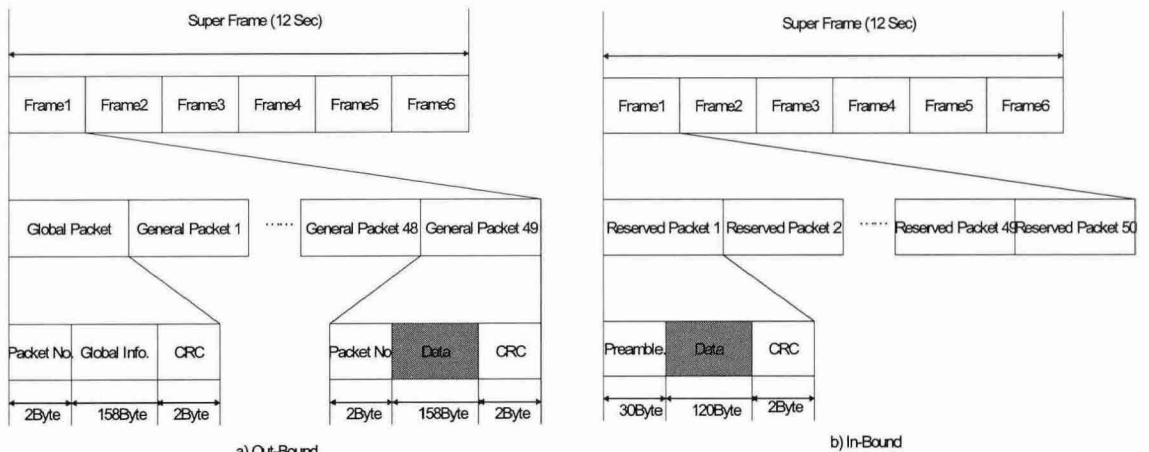 Super Frame (12 Sec)
Frame1 Frame2 Frame3 Frame4 Frame5 Frame6
Global Packet General Packet 1 ...... General Packet 48 General Packet 49
Packet No. Global Info. CRC
2Byte 158Byte 2Byte
Packet No Data CRC
2Byte 158Byte 2Byte
a) Out-Bound
Super Frame (12 Sec)
Frame1 Frame2 Frame3 Frame4 Frame5 Frame6
Reserved Packet 1 Reserved Packet 2 ...... Reserved Packet 49 Reserved Packet 50
Preamble. Data CRC
30Byte 120Byte 2Byte
b) In-Bound